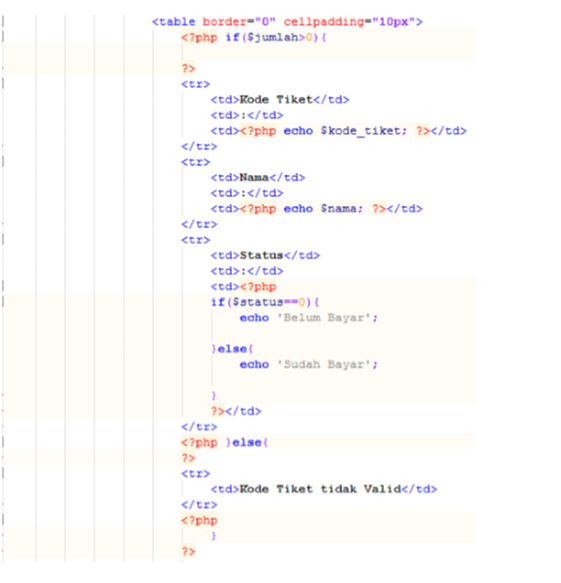 <table border="0" cellpadding="10px">
<?php if($jumlah>0){
?>
<tr>
<td>Kode Tiket</td>
<td>:</td>
<td><?php echo $kode_tiket; ?></td>
</tr>
<tr>
<td>Nama</td>
<td>:</td>
<td><?php echo $nama; ?></td>
</tr>
<tr>
<td>Status</td>
<td>:</td>
<td><?php
if($status==0){
echo 'Belum Bayar';
}else{
echo 'Sudah Bayar';
}
?></td>
</tr>
<?php }else{
?>
<tr>
<td>Kode Tiket tidak Valid</td>
</tr>
<?php
}
?>